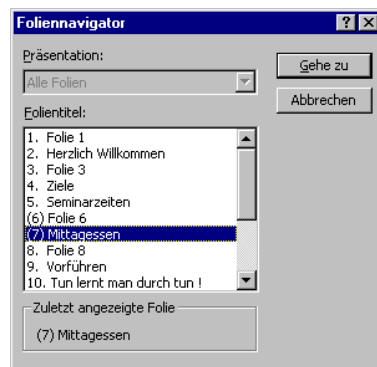 Foliennavigator
Präsentation:
Alle Folien
Gehe zu
Abbrechen
Folientitel:
1. Folie 1
2. Herzlich Willkommen
3. Folie 3
4. Ziele
5. Seminarzeiten
(6) Folie 6
(7) Mittagessen
8. Folie 8
9. Vorführen
10. Tun lernt man durch tun !
Zuletzt angezeigte Folie
(7) Mittagessen